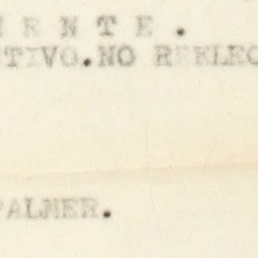 E R N T E .
TIVO.NO REELEC
PALMER.